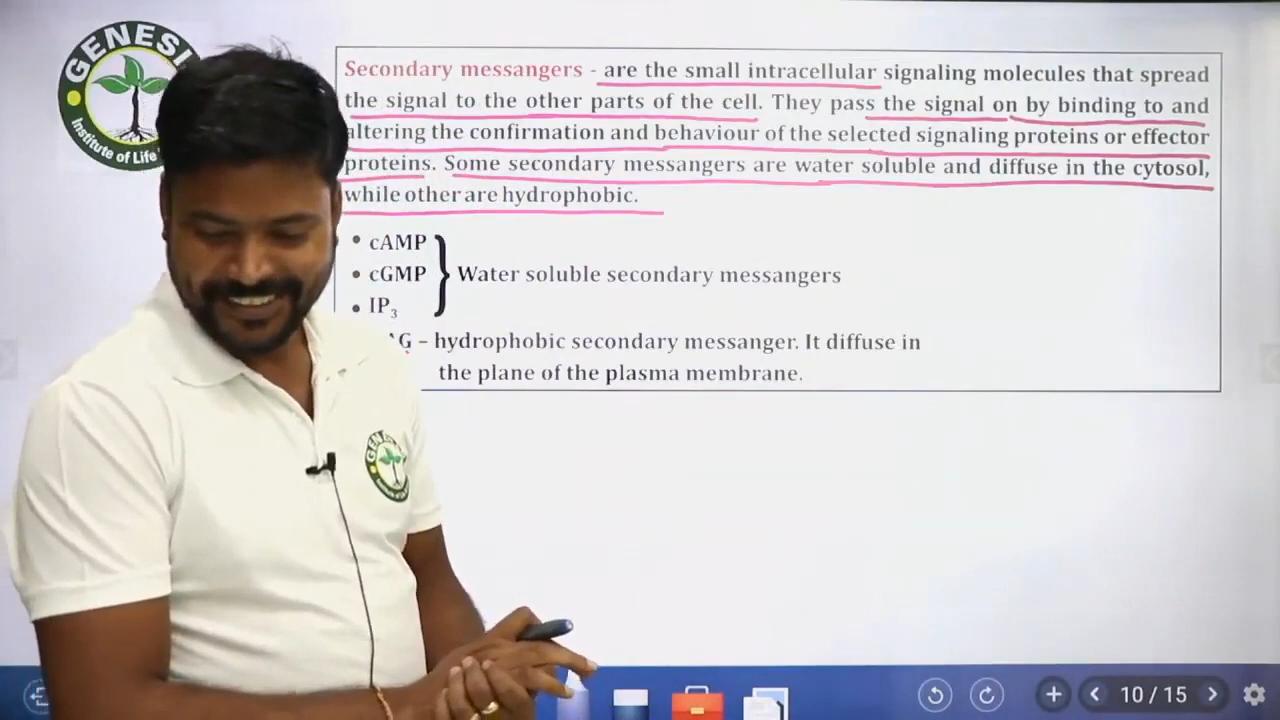 GENESI
Institute of Life
Secondary messangers - are the small intracellular signaling molecules that spread
the signal to the other parts of the cell. They pass the signal on by binding to and
altering the confirmation and behaviour of the selected signaling proteins or effector
proteins. Some secondary messangers are water soluble and diffuse in the cytosol,
while other are hydrophobic.
• cAMP
• cGMP } Water soluble secondary messangers
• IP₃
G – hydrophobic secondary messanger. It diffuse in
the plane of the plasma membrane.
10 / 15